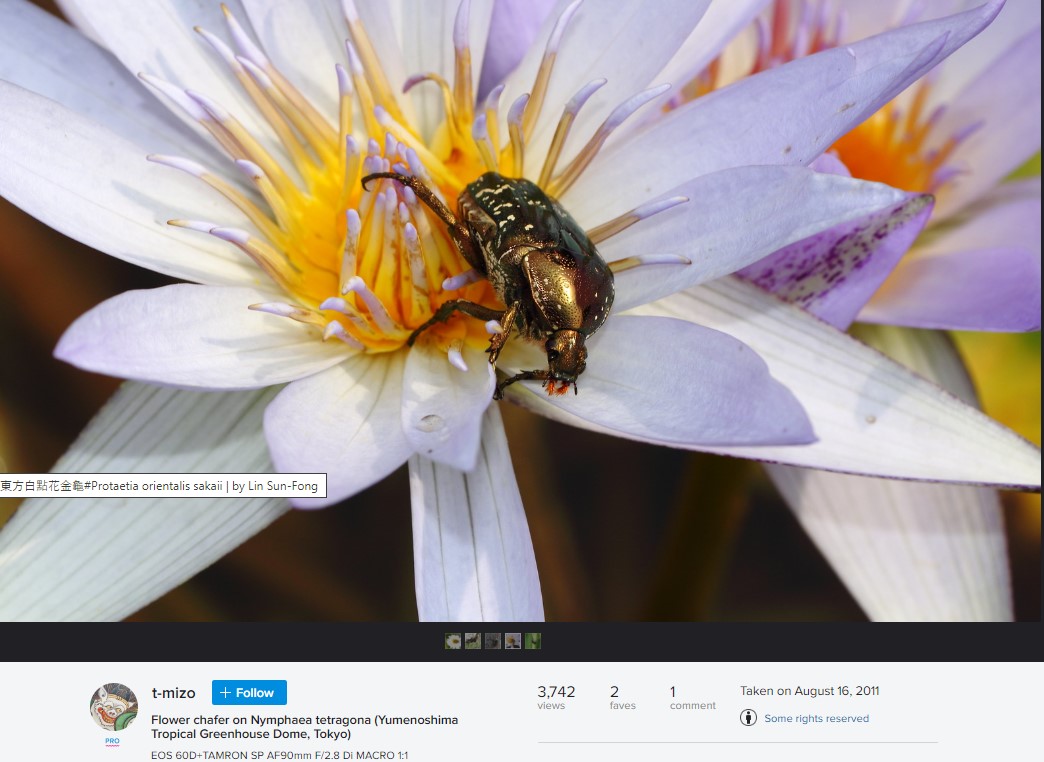 東方白點花金龜#Protaetia orientalis sakaii | by Lin Sun-Fong
t-mizo
+ Follow
PRO
Flower chafer on Nymphaea tetragona (Yumenoshima
Tropical Greenhouse Dome, Tokyo)
EOS 60D+TAMRON SP AF90mm F/2.8 Di MACRO 1:1
3,742
views
2
faves
1
comment
Taken on August 16, 2011
Some rights reserved